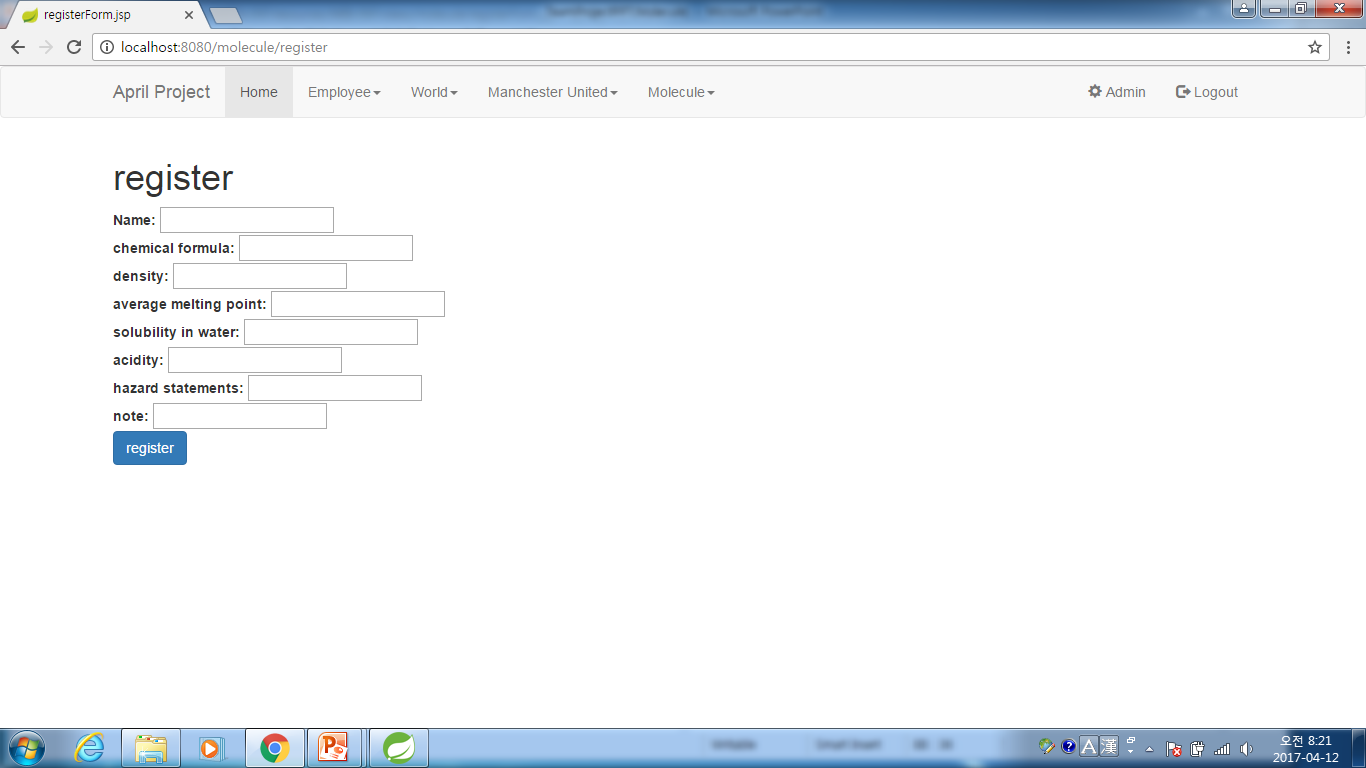 registerForm.jsp
localhost:8080/molecule/register
April Project Home Employee World Manchester United Molecule Admin Logout
register
Name:
chemical formula:
density:
average melting point:
solubility in water:
acidity:
hazard statements:
note:
register
A 漢
오전 8:21
2017-04-12